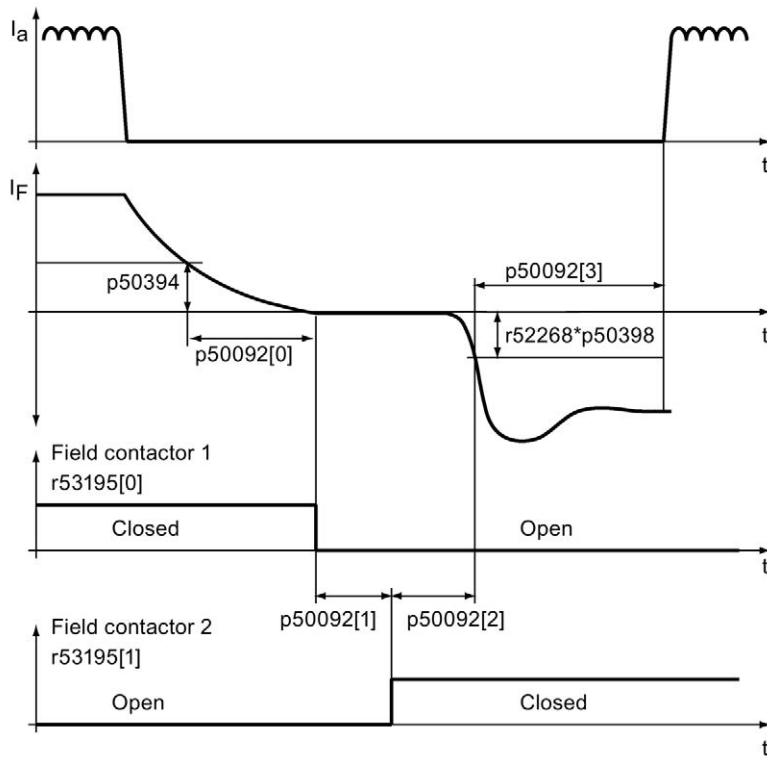 Ia
t
IF
p50394
p50092[0]
p50092[3]
r52268*p50398
t
Field contactor 1
r53195[0]
Closed
Open
t
p50092[1]
p50092[2]
Field contactor 2
r53195[1]
Open
Closed
t